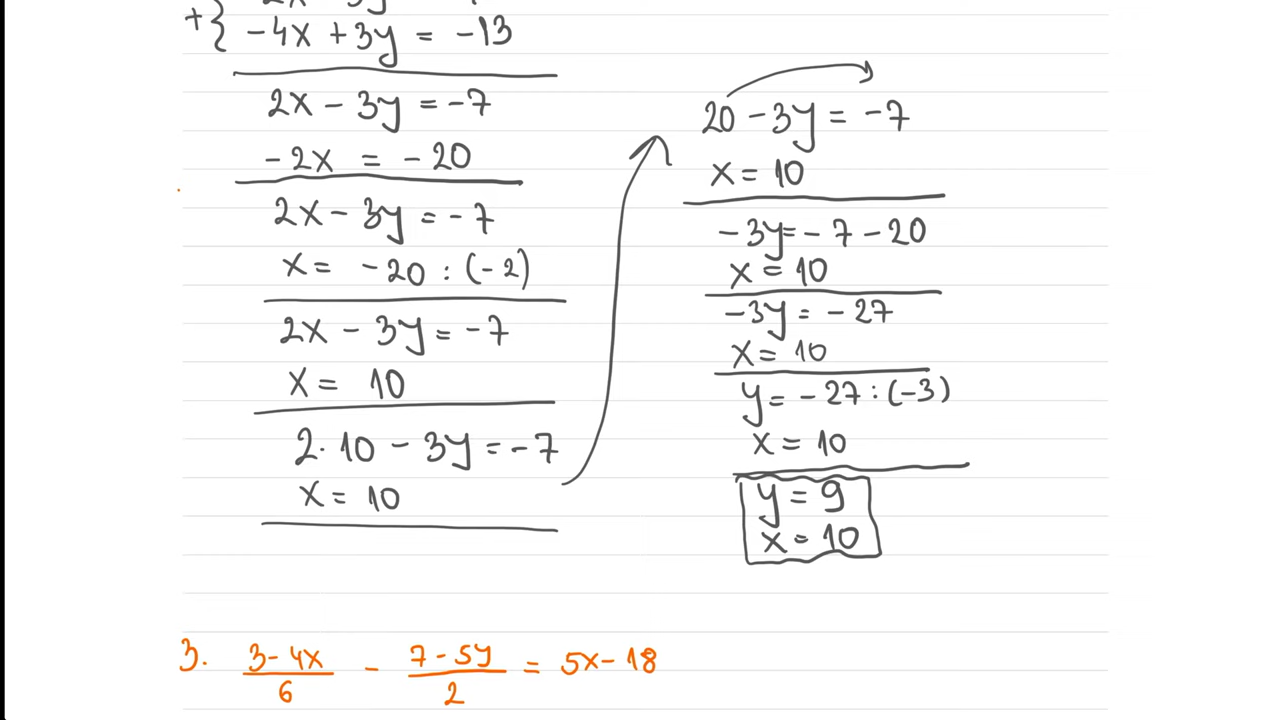 +{ -4x + 3y = -13
2x - 3y = -7
-2x = -20
2x - 3y = -7
x = -20 : (-2)
2x - 3y = -7
x = 10
2 · 10 - 3y = -7
x = 10
20 - 3y = -7
x = 10
-3y = -7 - 20
x = 10
-3y = -27
x = 10
y = -27 : (-3)
x = 10
y = 9
x = 10
3. (3-4x)/6 - (7-5y)/2 = 5x-18